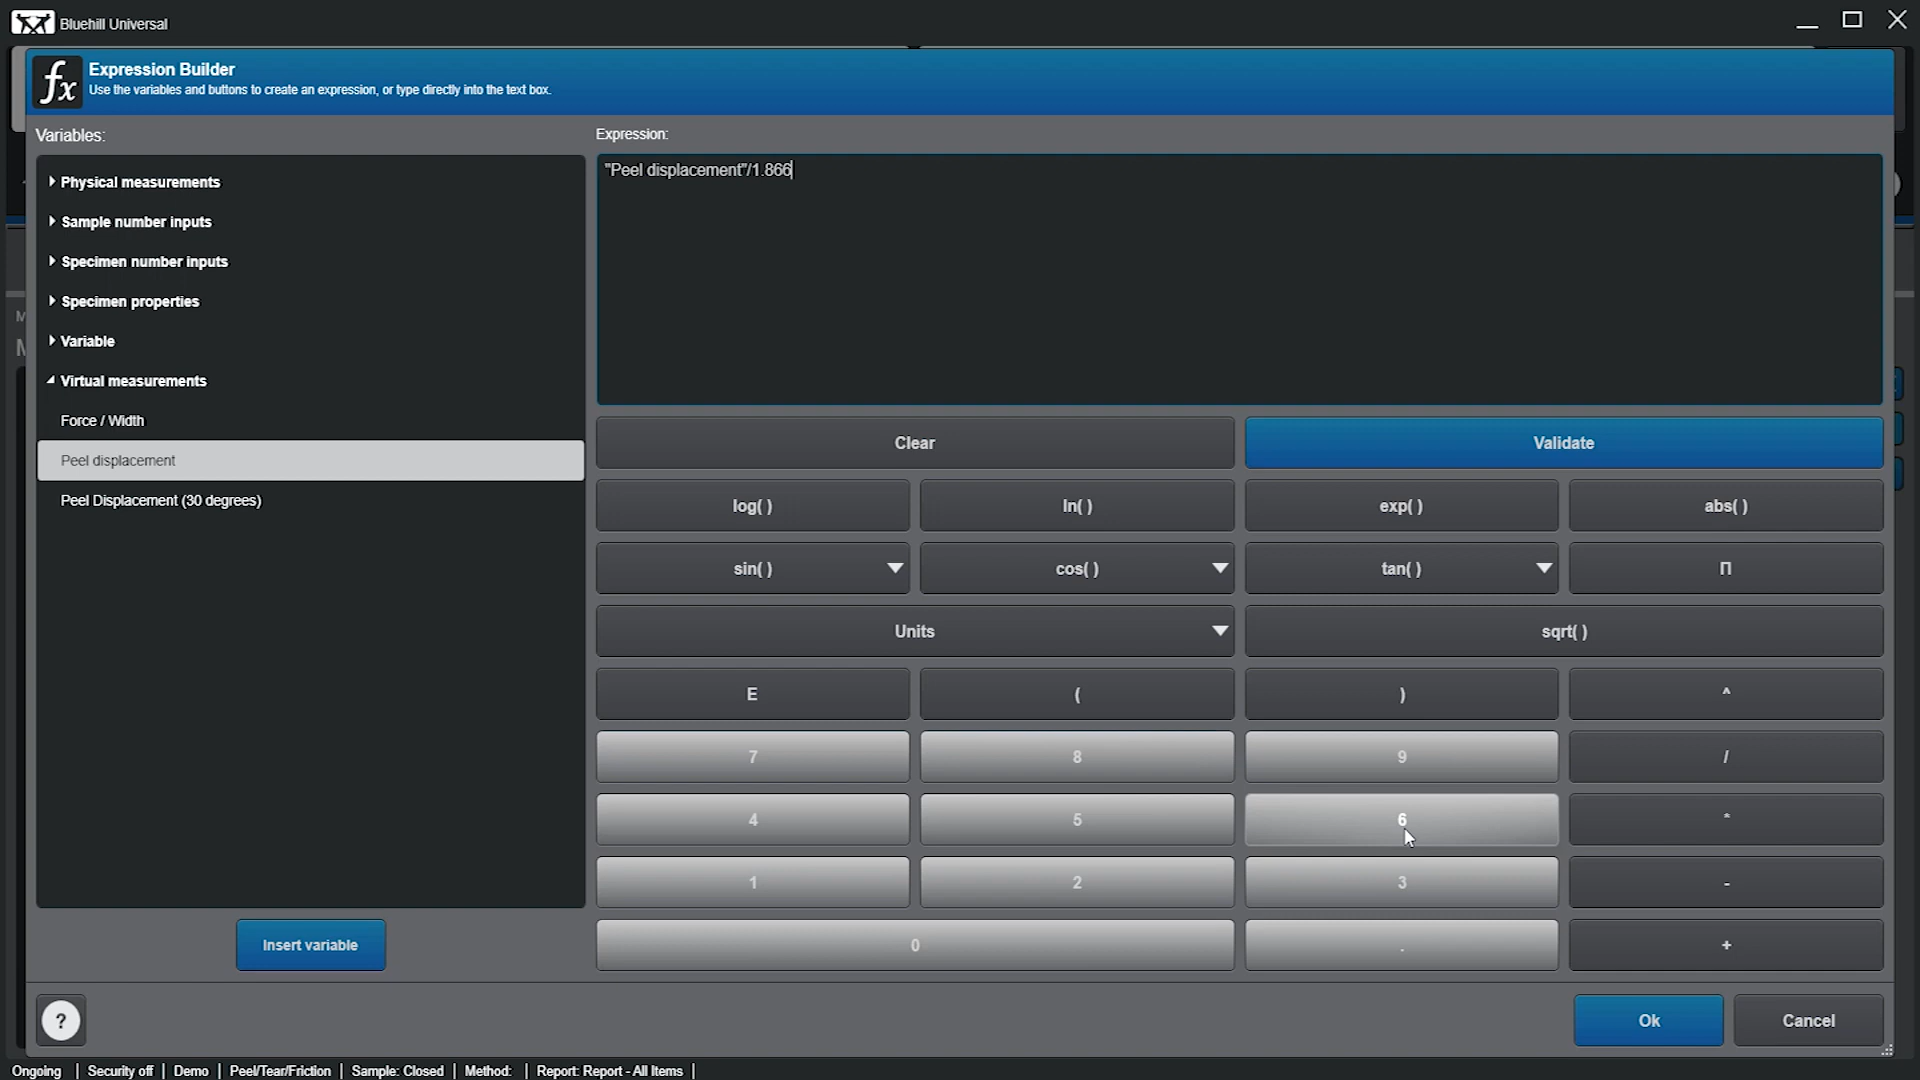 Bluehill Universal
fx
Expression Builder
Use the variables and buttons to create an expression, or type directly into the text box.
Variables:
Physical measurements
Sample number inputs
Specimen number inputs
Specimen properties
Variable
Virtual measurements
Force / Width
Peel displacement
Peel Displacement (30 degrees)
Insert variable
Expression:
"Peel displacement"/1.866
Clear
Validate
log( )
ln( )
exp( )
abs( )
sin( )
cos( )
tan( )
Π
Units
sqrt( )
E
(
)
^
7
8
9
/
4
5
6
*
1
2
3
-
0
.
+
?
Ok
Cancel
Ongoing | Security off | Demo | Peel/Tear/Friction | Sample: Closed | Method: | Report: Report - All Items |